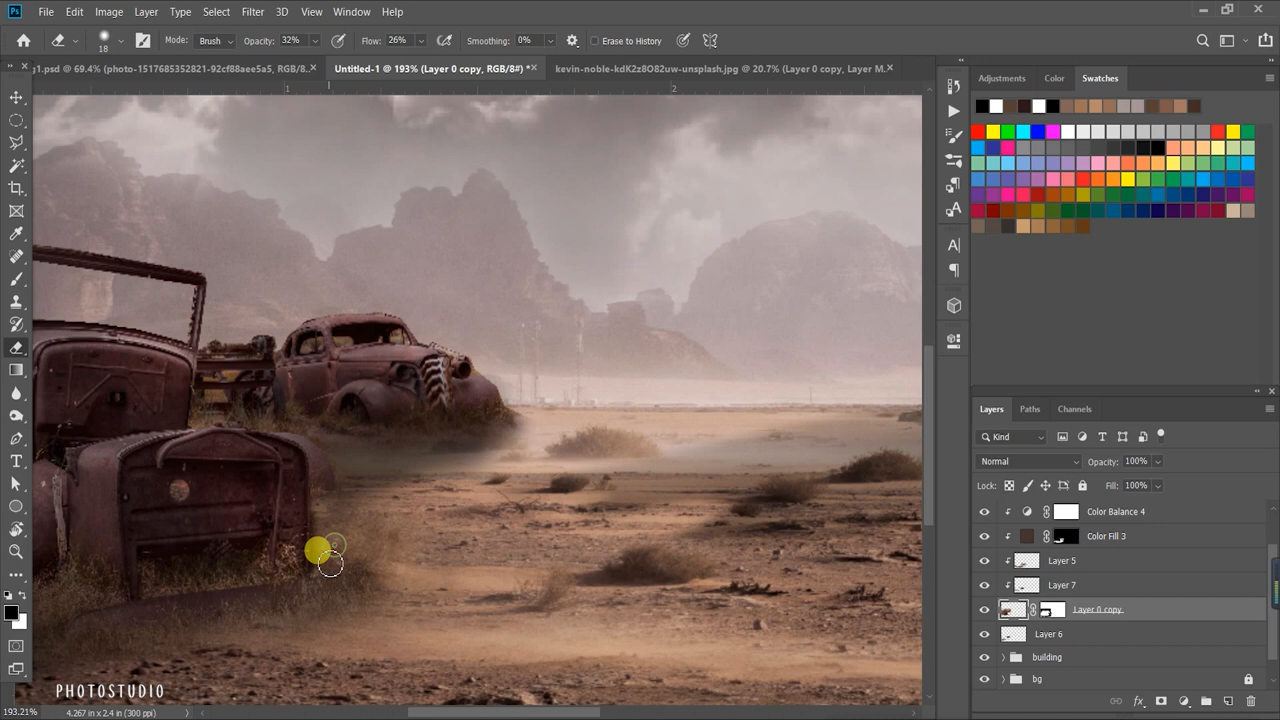 Ps File Edit Image Layer Type Select Filter 3D View Window Help
18 Mode: Brush Opacity: 32% Flow: 26% Smoothing: 0% Erase to History
g1.psd @ 69.4% (photo-1517685352821-92cf88aee5a5, RGB/8... × Untitled-1 @ 193% (Layer 0 copy, RGB/8#) * × kevin-noble-kdK2z8O82uw-unsplash.jpg @ 20.7% (Layer 0 copy, Layer M... ×
1 2
Adjustments Color Swatches
Layers Paths Channels
Kind
Normal Opacity: 100%
Lock: Fill: 100%
Color Balance 4
Color Fill 3
Layer 5
Layer 7
Layer 0 copy
Layer 6
building
bg
PHOTOSTUDIO
193.21% 4.267 in x 2.4 in (300 ppi)